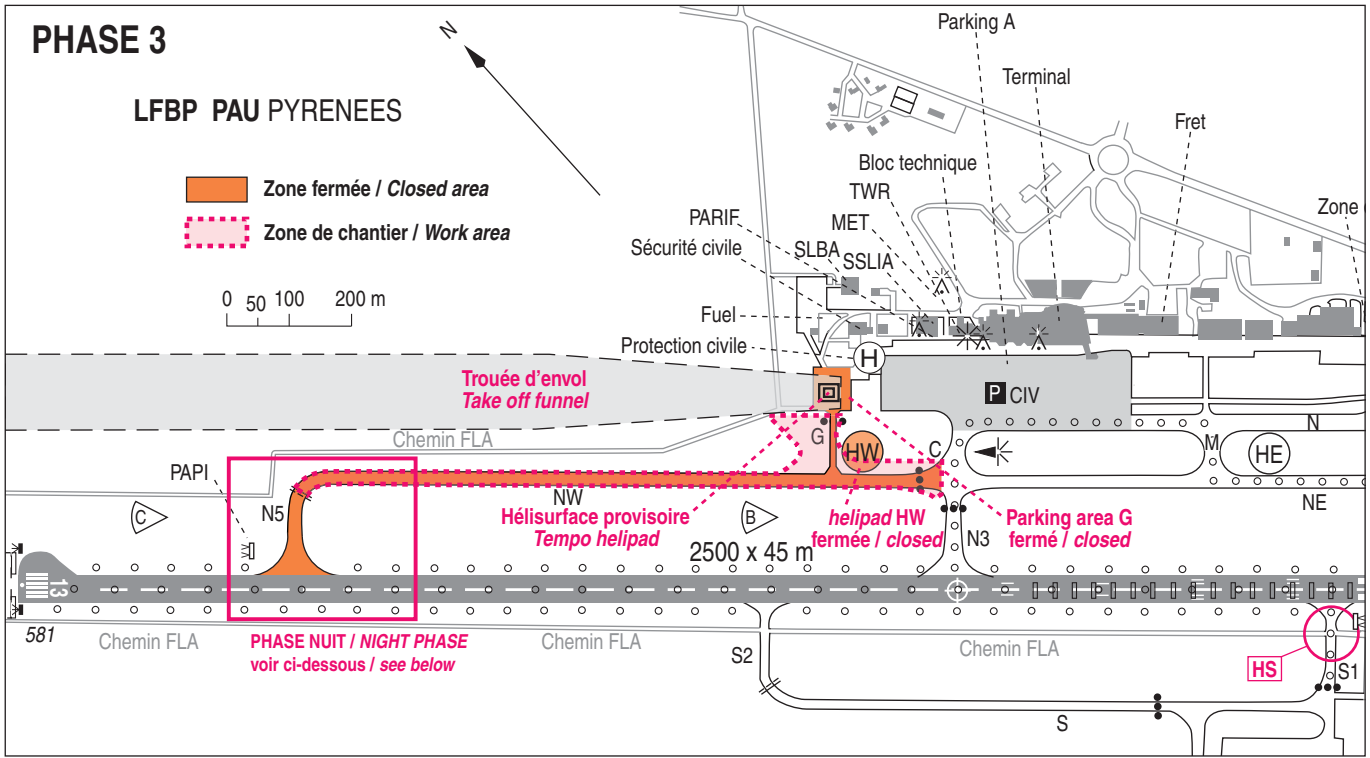 PHASE 3
N
Parking A
Terminal
LFBP PAU PYRENEES
Fret
Bloc technique
Zone fermée / Closed area
TWR
Zone
PARIF
MET
Zone de chantier / Work area
Sécurité civile
SLBA
SSLIA
0 50 100 200 m
Fuel
Protection civile
H
Trouée d'envol
Take off funnel
P CIV
Chemin FLA
G
HW
C
M
N
HE
PAPI
NW
NE
C
N5
Hélisurface provisoire
Tempo helipad
B
helipad HW
fermée / closed
N3
Parking area G
fermé / closed
2500 x 45 m
13
581
Chemin FLA
PHASE NUIT / NIGHT PHASE
voir ci-dessous / see below
Chemin FLA
Chemin FLA
S2
HS
S1
S